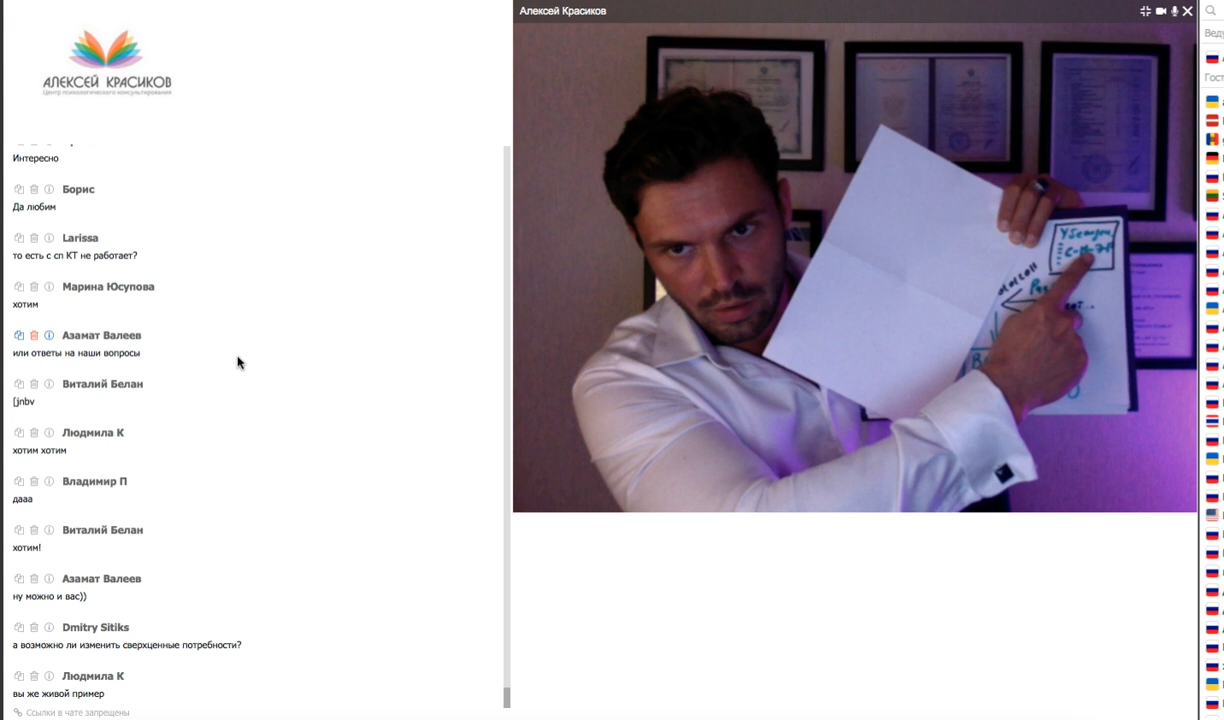 АЛЕКСЕЙ КРАСИКОВ
Центр психологического консультирования
Интересно
Борис
Да любим
Larissa
то есть с сп КТ не работает?
Марина Юсупова
хотим
Азамат Валеев
или ответы на наши вопросы
Виталий Белан
[jnbv
Людмила К
хотим хотим
Владимир П
дааа
Виталий Белан
хотим!
Азамат Валеев
ну можно и вас))
Dmitry Sitiks
а возможно ли изменить сверхценные потребности?
Людмила К
вы же живой пример
Ссылки в чате запрещены
Алексей Красиков